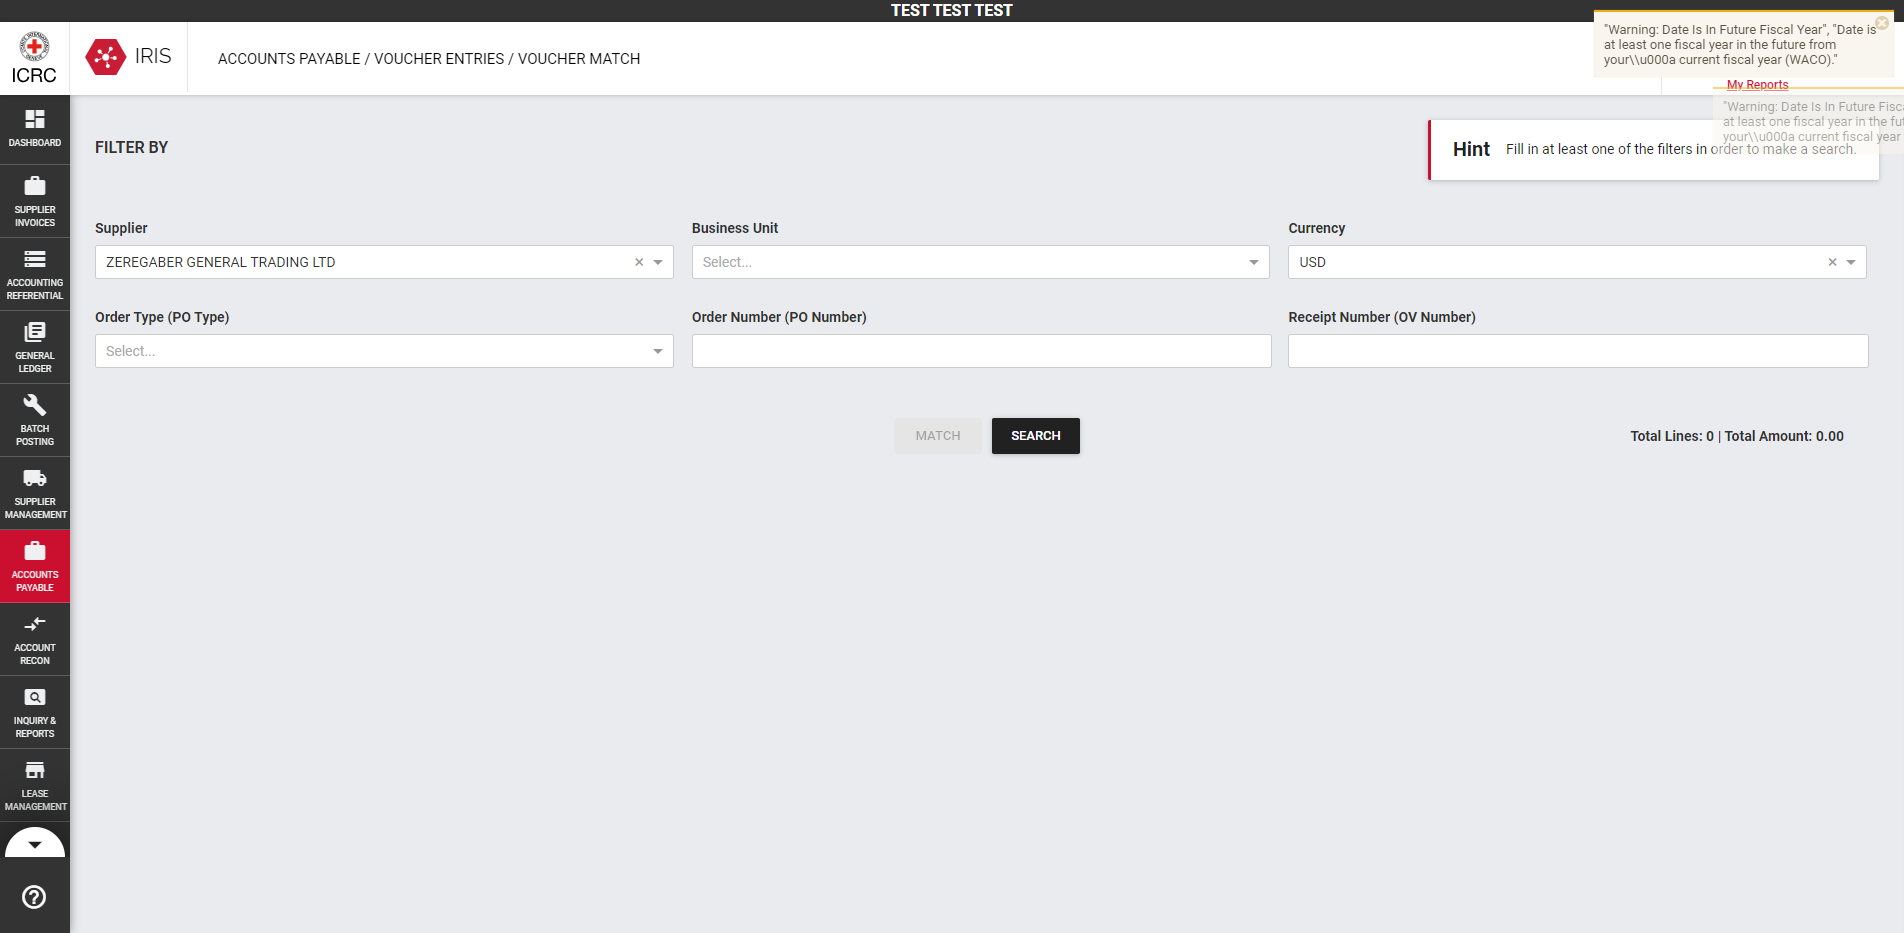 TEST TEST TEST
ICRC
IRIS
ACCOUNTS PAYABLE / VOUCHER ENTRIES / VOUCHER MATCH
"Warning: Date Is In Future Fiscal Year", "Date is
at least one fiscal year in the future from
your\\u000a current fiscal year (WACO)."
My Reports
"Warning: Date Is In Future Fisc
at least one fiscal year in the fu
your\\u000a current fiscal year
DASHBOARD
SUPPLIER
INVOICES
ACCOUNTING
REFERENTIAL
GENERAL
LEDGER
BATCH
POSTING
SUPPLIER
MANAGEMENT
ACCOUNTS
PAYABLE
ACCOUNT
RECON
INQUIRY &
REPORTS
LEASE
MANAGEMENT
FILTER BY
Hint Fill in at least one of the filters in order to make a search.
Supplier
ZEREGABER GENERAL TRADING LTD
Business Unit
Select...
Currency
USD
Order Type (PO Type)
Select...
Order Number (PO Number)
Receipt Number (OV Number)
MATCH
SEARCH
Total Lines: 0 | Total Amount: 0.00